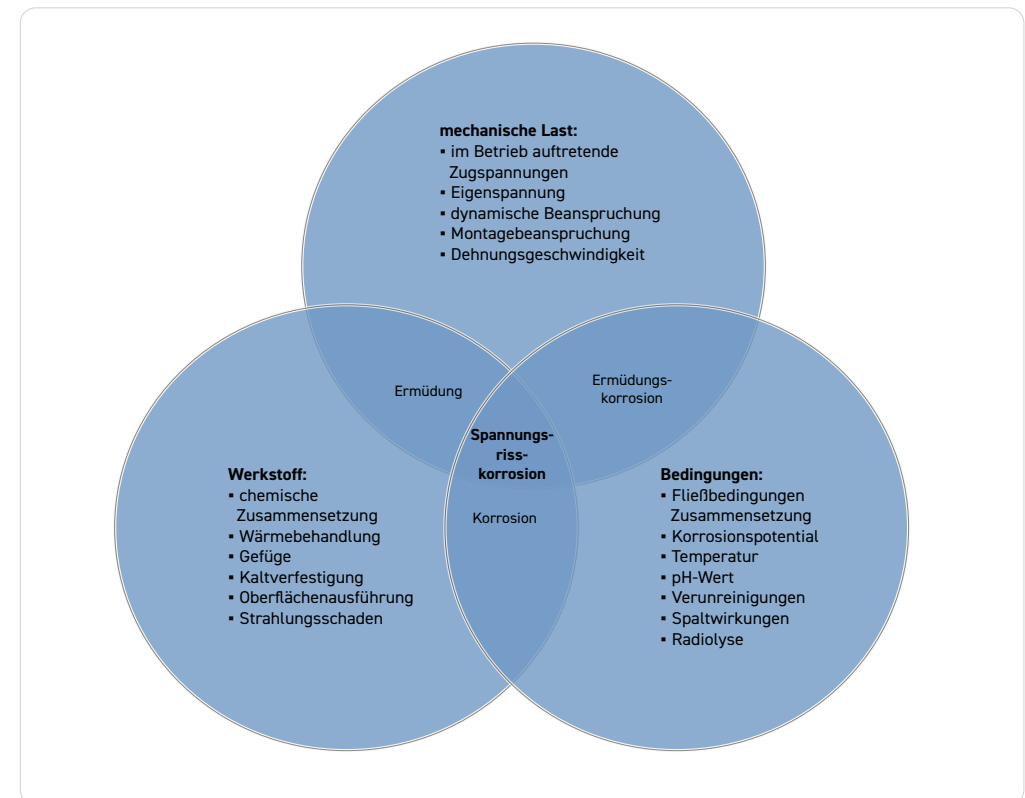 mechanische Last:
▪ im Betrieb auftretende
Zugspannungen
▪ Eigenspannung
▪ dynamische Beanspruchung
▪ Montagebeanspruchung
▪ Dehnungsgeschwindigkeit
Ermüdung
Ermüdungs-
korrosion
Spannungs-
riss-
korrosion
Korrosion
Werkstoff:
▪ chemische
Zusammensetzung
▪ Wärmebehandlung
▪ Gefüge
▪ Kaltverfestigung
▪ Oberflächenausführung
▪ Strahlungsschaden
Bedingungen:
▪ Fließbedingungen
Zusammensetzung
▪ Korrosionspotential
▪ Temperatur
▪ pH-Wert
▪ Verunreinigungen
▪ Spaltwirkungen
▪ Radiolyse